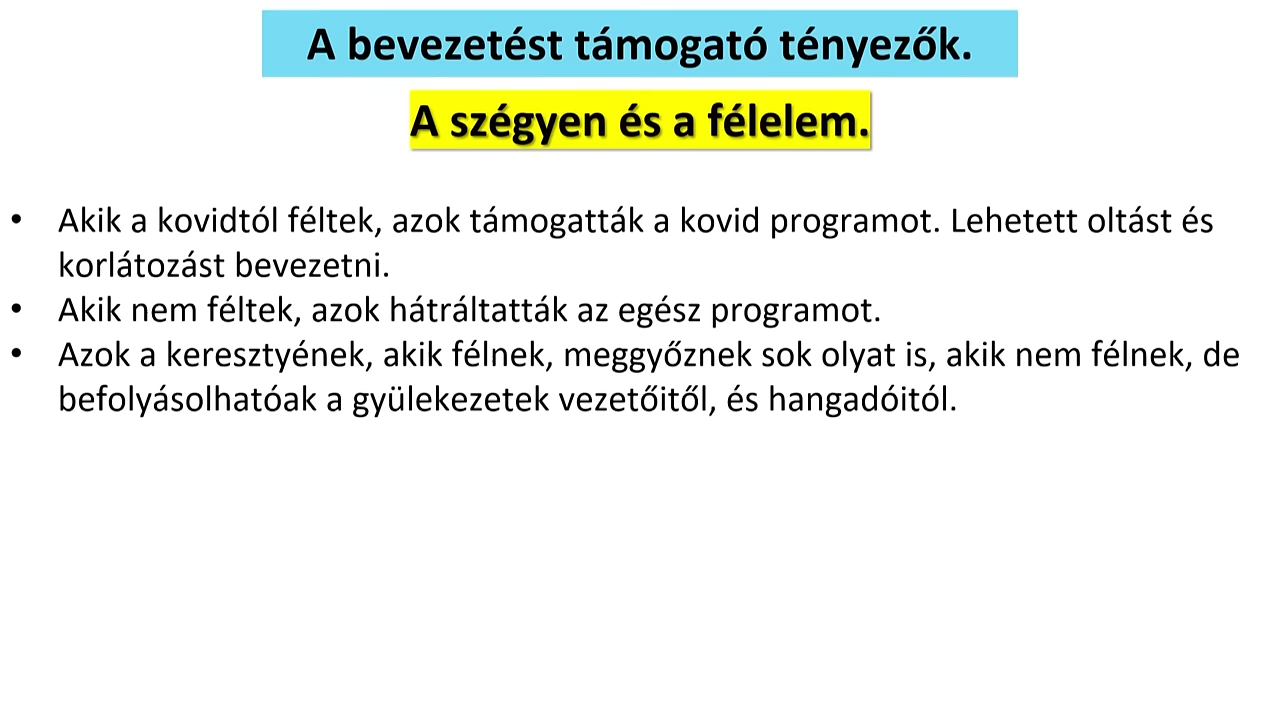 A bevezetést támogató tényezők.
A szégyen és a félelem.
• Akik a kovidtól féltek, azok támogatták a kovid programot. Lehetett oltást és
korlátozást bevezetni.
• Akik nem féltek, azok hátráltatták az egész programot.
• Azok a keresztyének, akik félnek, meggyőznek sok olyat is, akik nem félnek, de
befolyásolhatóak a gyülekezetek vezetőitől, és hangadóitól.